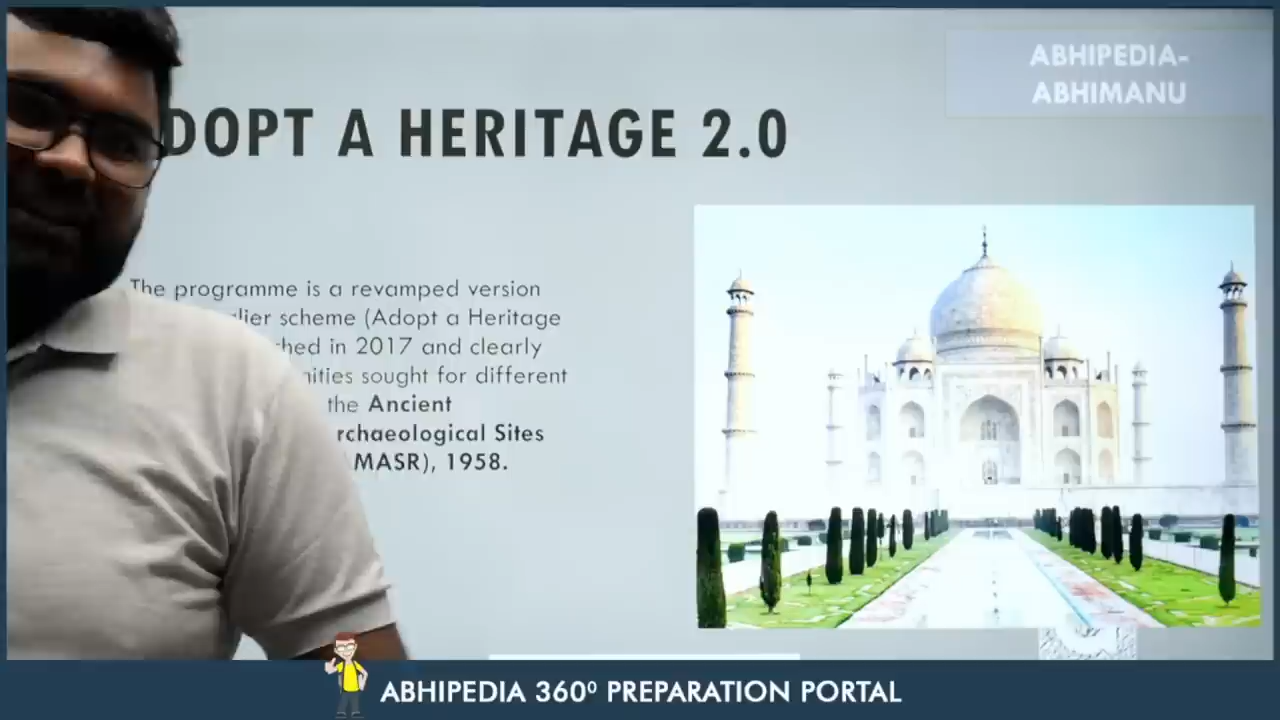 ABHIPEDIA-
ABHIMANU
DOPT A HERITAGE 2.0
The programme is a revamped version
lier scheme (Adopt a Heritage
hed in 2017 and clearly
nities sought for different
the Ancient
rchaeological Sites
MASR), 1958.
ABHIPEDIA 360⁰ PREPARATION PORTAL